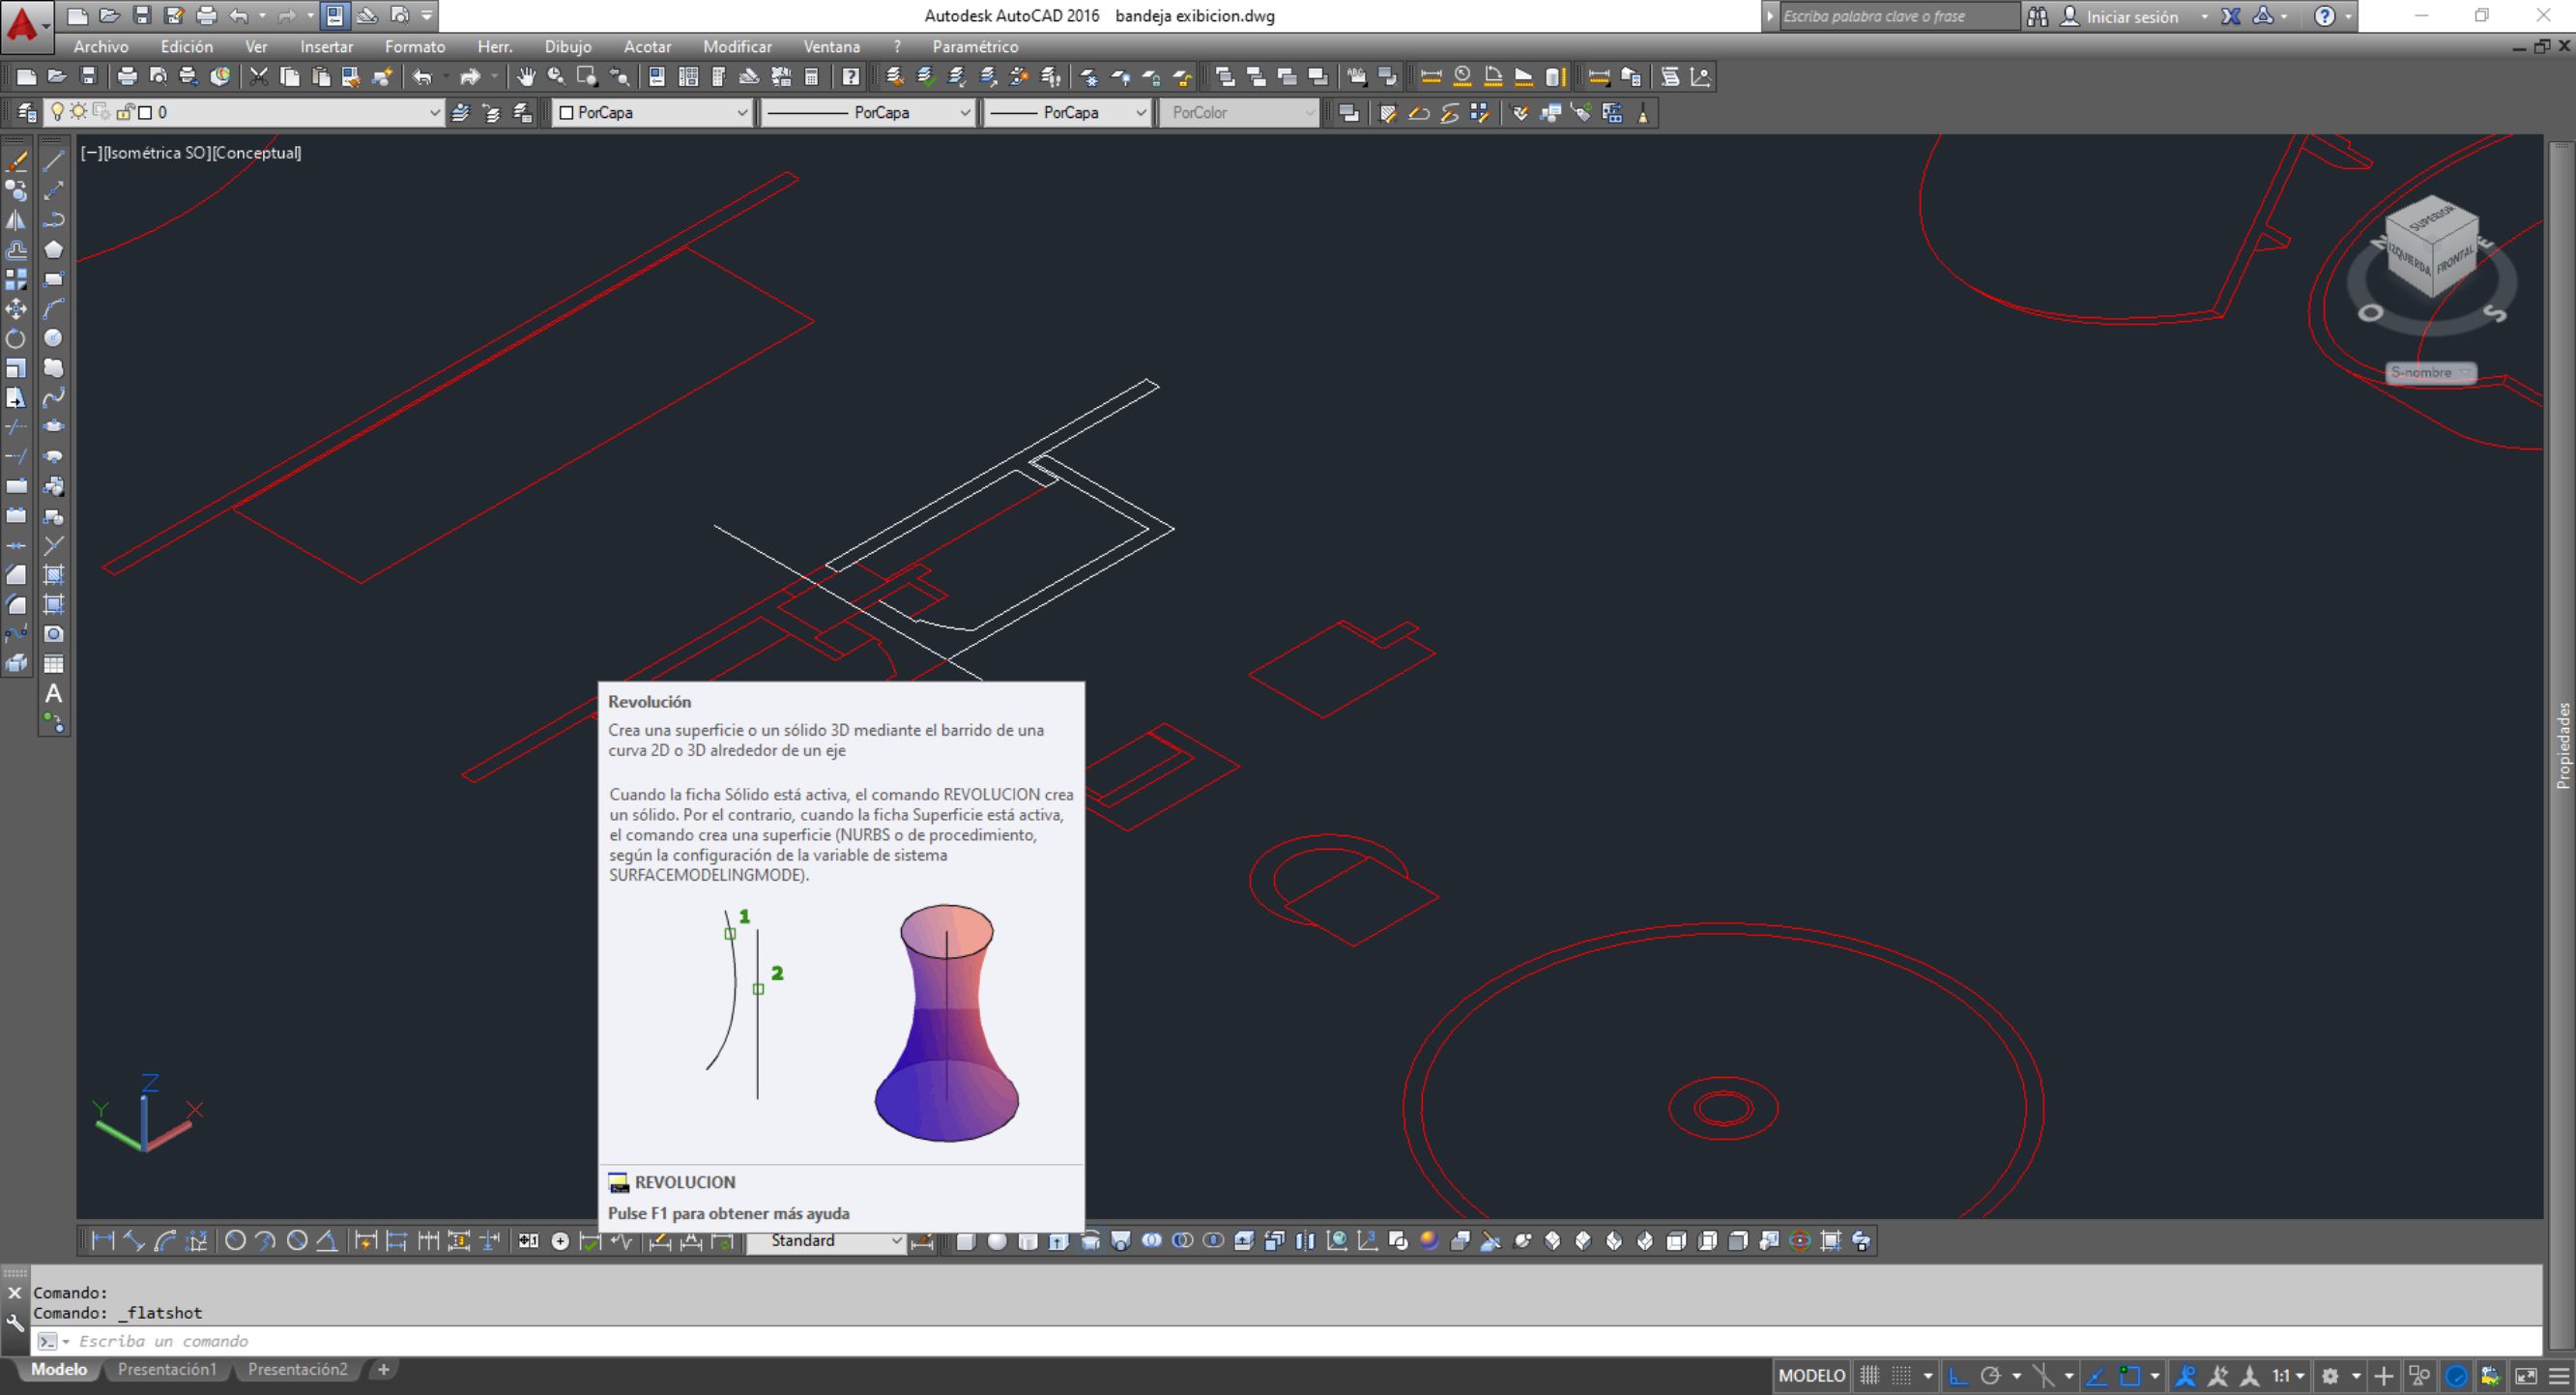 Autodesk AutoCAD 2016 bandeja exibicion.dwg
Escriba palabra clave o frase
Iniciar sesión
Archivo Edición Ver Insertar Formato Herr. Dibujo Acotar Modificar Ventana ? Paramétrico
0 PorCapa PorCapa PorCapa PorColor
[−][Isométrica SO][Conceptual]
SUPERIOR
IZQUIERDA FRONTAL
N E
O S
S-nombre
Propiedades
Revolución
Crea una superficie o un sólido 3D mediante el barrido de una
curva 2D o 3D alrededor de un eje
Cuando la ficha Sólido está activa, el comando REVOLUCION crea
un sólido. Por el contrario, cuando la ficha Superficie está activa,
el comando crea una superficie (NURBS o de procedimiento,
según la configuración de la variable de sistema
SURFACEMODELINGMODE).
1
2
REVOLUCION
Pulse F1 para obtener más ayuda
Z
Y X
Standard
Comando:
Comando: _flatshot
Escriba un comando
Modelo Presentación1 Presentación2 +
MODELO 1:1